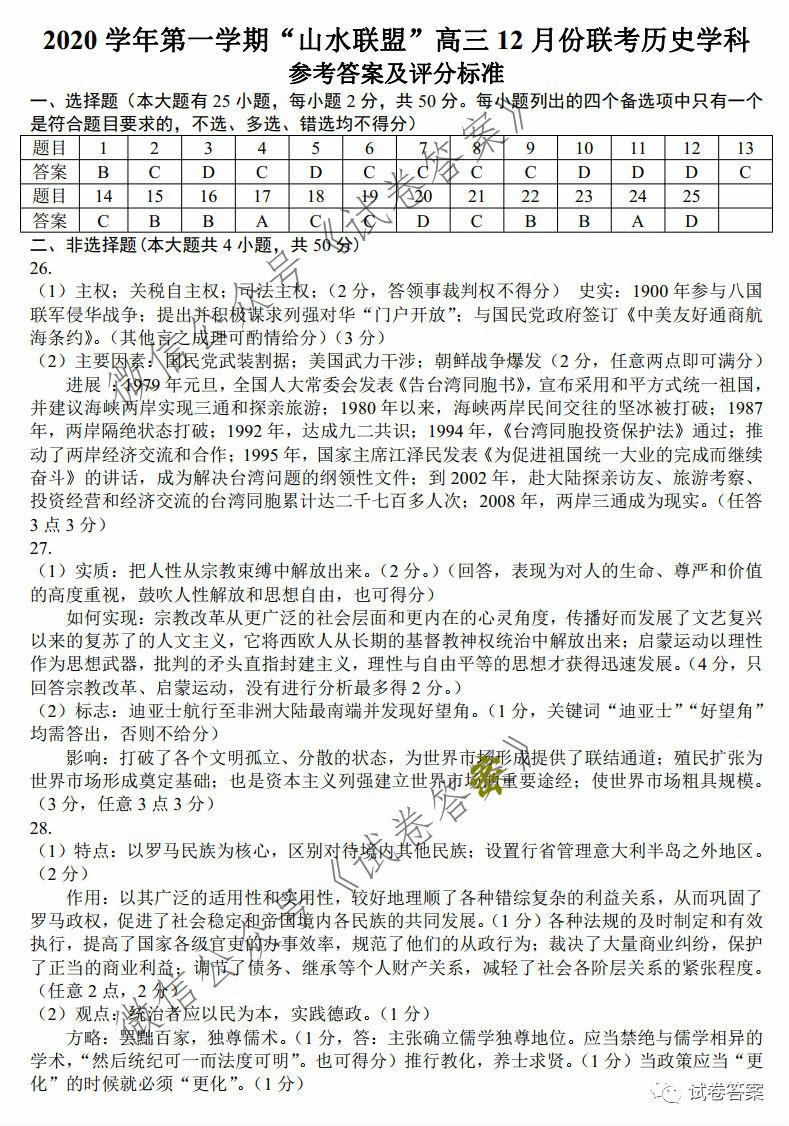 2020 学年第一学期“山水联盟”高三 12 月份联考历史学科
参考答案及评分标准
一、选择题（本大题有 25 小题，每小题 2 分，共 50 分。每小题列出的四个备选项中只有一个
是符合题目要求的，不选、多选、错选均不得分）
题目 1 2 3 4 5 6 7 8 9 10 11 12 13
答案 B C D C D C C C C D D D C
题目 14 15 16 17 18 19 20 21 22 23 24 25
答案 C B B A C C D C B B A D
二、非选择题(本大题共 4 小题，共 50 分)
26.
（1）主权；关税自主权；司法主权；（2 分，答领事裁判权不得分） 史实：1900 年参与八国
联军侵华战争；提出并积极谋求列强对华“门户开放”；与国民党政府签订《中美友好通商航
海条约》。（其他言之成理可酌情给分）（3 分）
（2）主要因素：国民党武装割据；美国武力干涉；朝鲜战争爆发（2 分，任意两点即可满分）
进展：1979 年元旦，全国人大常委会发表《告台湾同胞书》，宣布采用和平方式统一祖国，
并建议海峡两岸实现三通和探亲旅游；1980 年以来，海峡两岸民间交往的坚冰被打破；1987
年，两岸隔绝状态打破；1992 年，达成九二共识；1994 年，《台湾同胞投资保护法》通过；推
动了两岸经济交流和合作；1995 年，国家主席江泽民发表《为促进祖国统一大业的完成而继续
奋斗》的讲话，成为解决台湾问题的纲领性文件；到 2002 年，赴大陆探亲访友、旅游考察、
投资经营和经济交流的台湾同胞累计达二千七百多人次；2008 年，两岸三通成为现实。（任答
3 点 3 分）
27.
（1）实质：把人性从宗教束缚中解放出来。（2 分。）（回答，表现为对人的生命、尊严和价值
的高度重视，鼓吹人性解放和思想自由，也可得分）
如何实现：宗教改革从更广泛的社会层面和更内在的心灵角度，传播好而发展了文艺复兴
以来的复苏了的人文主义，它将西欧人从长期的基督教神权统治中解放出来；启蒙运动以理性
作为思想武器，批判的矛头直指封建主义，理性与自由平等的思想才获得迅速发展。（4 分，只
回答宗教改革、启蒙运动，没有进行分析最多得 2 分。）
（2）标志：迪亚士航行至非洲大陆最南端并发现好望角。（1 分，关键词“迪亚士”“好望角”
均需答出，否则不给分）
影响：打破了各个文明孤立、分散的状态，为世界市场形成提供了联结通道；殖民扩张为
世界市场形成奠定基础；也是资本主义列强建立世界市场的重要途经；使世界市场粗具规模。
（3 分，任意 3 点 3 分）
28.
（1）特点：以罗马民族为核心，区别对待境内其他民族；设置行省管理意大利半岛之外地区。
（2 分）
作用：以其广泛的适用性和实用性，较好地理顺了各种错综复杂的利益关系，从而巩固了
罗马政权，促进了社会稳定和帝国境内各民族的共同发展。（1 分）各种法规的及时制定和有效
执行，提高了国家各级官吏的办事效率，规范了他们的从政行为；裁决了大量商业纠纷，保护
了正当的商业利益；调节了债务、继承等个人财产关系，减轻了社会各阶层关系的紧张程度。
（任意 2 点，2 分）
（2）观点：统治者应以民为本，实践德政。（1 分）
方略：罢黜百家，独尊儒术。（1 分，答：主张确立儒学独尊地位。应当禁绝与儒学相异的
学术，“然后统纪可一而法度可明”。也可得分）推行教化，养士求贤。（1 分）当政策应当“更
化”的时候就必须“更化”。（1 分）
微信公众号《试卷答案》
微信公众号《试卷答案》
试卷答案